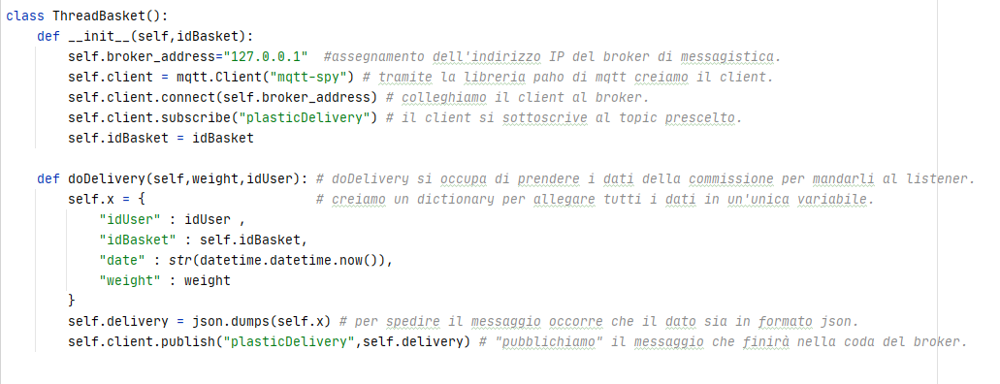 class ThreadBasket():
    def __init__(self,idBasket):
        self.broker_address="127.0.0.1"  #assegnamento dell'indirizzo IP del broker di messagistica.
        self.client = mqtt.Client("mqtt-spy") # tramite la libreria paho di mqtt creiamo il client.
        self.client.connect(self.broker_address) # colleghiamo il client al broker.
        self.client.subscribe("plasticDelivery") # il client si sottoscrive al topic prescelto.
        self.idBasket = idBasket

    def doDelivery(self,weight,idUser): # doDelivery si occupa di prendere i dati della commissione per mandarli al listener.
        self.x = {                      # creiamo un dictionary per allegare tutti i dati in un'unica variabile.
            "idUser" : idUser ,
            "idBasket" : self.idBasket,
            "date" : str(datetime.datetime.now()),
            "weight" : weight
        }
        self.delivery = json.dumps(self.x) # per spedire il messaggio occorre che il dato sia in formato json.
        self.client.publish("plasticDelivery",self.delivery) # "pubblichiamo" il messaggio che finirà nella coda del broker.